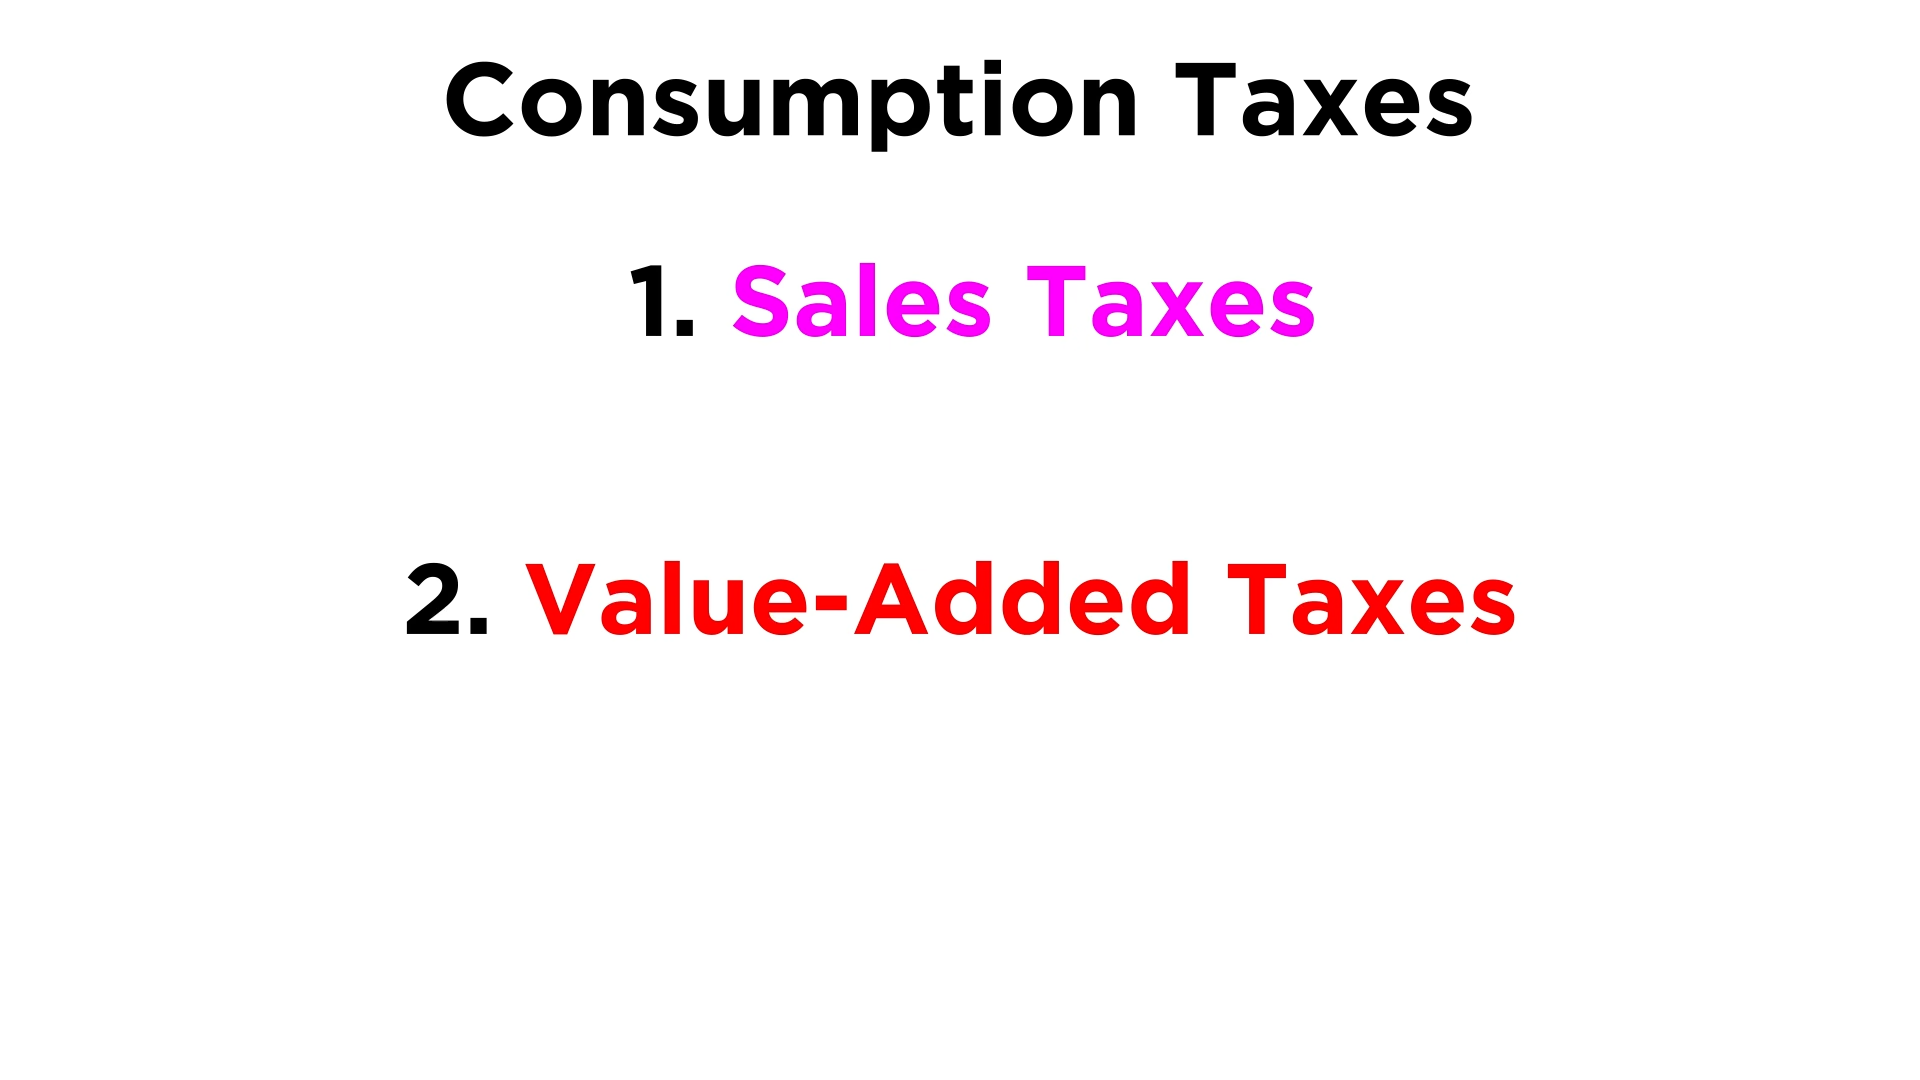 Consumption Taxes
1. Sales Taxes
2. Value-Added Taxes